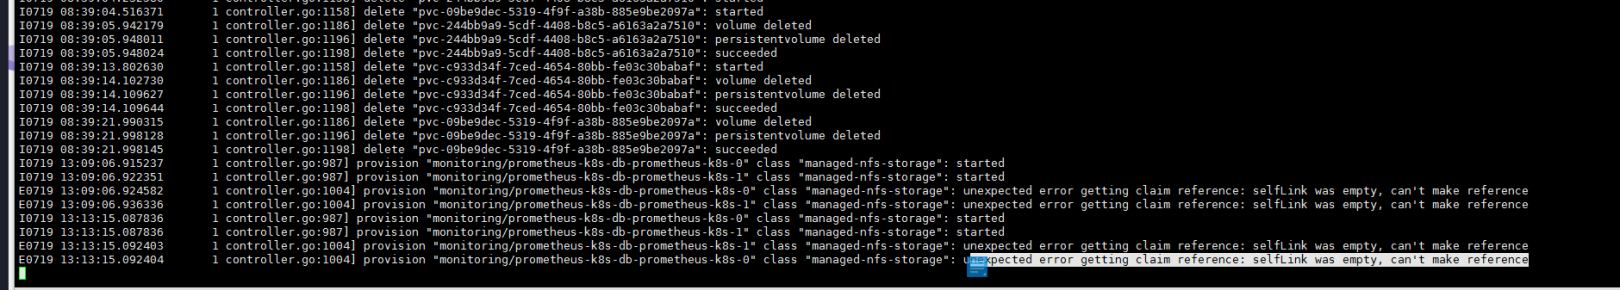 I0719 08:39:04.516371 1 controller.go:1158] delete "pvc-09be9dec-5319-4f9f-a38b-885e9be2097a": started
I0719 08:39:05.942179 1 controller.go:1186] delete "pvc-244bb9a9-5cdf-4408-b8c5-a6163a2a7510": volume deleted
I0719 08:39:05.948011 1 controller.go:1196] delete "pvc-244bb9a9-5cdf-4408-b8c5-a6163a2a7510": persistentvolume deleted
I0719 08:39:05.948024 1 controller.go:1198] delete "pvc-244bb9a9-5cdf-4408-b8c5-a6163a2a7510": succeeded
I0719 08:39:13.802630 1 controller.go:1158] delete "pvc-c933d34f-7ced-4654-80bb-fe03c30babaf": started
I0719 08:39:14.102730 1 controller.go:1186] delete "pvc-c933d34f-7ced-4654-80bb-fe03c30babaf": volume deleted
I0719 08:39:14.109627 1 controller.go:1196] delete "pvc-c933d34f-7ced-4654-80bb-fe03c30babaf": persistentvolume deleted
I0719 08:39:14.109644 1 controller.go:1198] delete "pvc-c933d34f-7ced-4654-80bb-fe03c30babaf": succeeded
I0719 08:39:21.990315 1 controller.go:1186] delete "pvc-09be9dec-5319-4f9f-a38b-885e9be2097a": volume deleted
I0719 08:39:21.998128 1 controller.go:1196] delete "pvc-09be9dec-5319-4f9f-a38b-885e9be2097a": persistentvolume deleted
I0719 08:39:21.998145 1 controller.go:1198] delete "pvc-09be9dec-5319-4f9f-a38b-885e9be2097a": succeeded
I0719 13:09:06.915237 1 controller.go:987] provision "monitoring/prometheus-k8s-db-prometheus-k8s-0" class "managed-nfs-storage": started
I0719 13:09:06.922351 1 controller.go:987] provision "monitoring/prometheus-k8s-db-prometheus-k8s-1" class "managed-nfs-storage": started
E0719 13:09:06.924582 1 controller.go:1004] provision "monitoring/prometheus-k8s-db-prometheus-k8s-0" class "managed-nfs-storage": unexpected error getting claim reference: selfLink was empty, can't make reference
E0719 13:09:06.936336 1 controller.go:1004] provision "monitoring/prometheus-k8s-db-prometheus-k8s-1" class "managed-nfs-storage": unexpected error getting claim reference: selfLink was empty, can't make reference
I0719 13:13:15.087836 1 controller.go:987] provision "monitoring/prometheus-k8s-db-prometheus-k8s-0" class "managed-nfs-storage": started
I0719 13:13:15.087836 1 controller.go:987] provision "monitoring/prometheus-k8s-db-prometheus-k8s-1" class "managed-nfs-storage": started
E0719 13:13:15.092403 1 controller.go:1004] provision "monitoring/prometheus-k8s-db-prometheus-k8s-1" class "managed-nfs-storage": unexpected error getting claim reference: selfLink was empty, can't make reference
E0719 13:13:15.092404 1 controller.go:1004] provision "monitoring/prometheus-k8s-db-prometheus-k8s-0" class "managed-nfs-storage": unexpected error getting claim reference: selfLink was empty, can't make reference